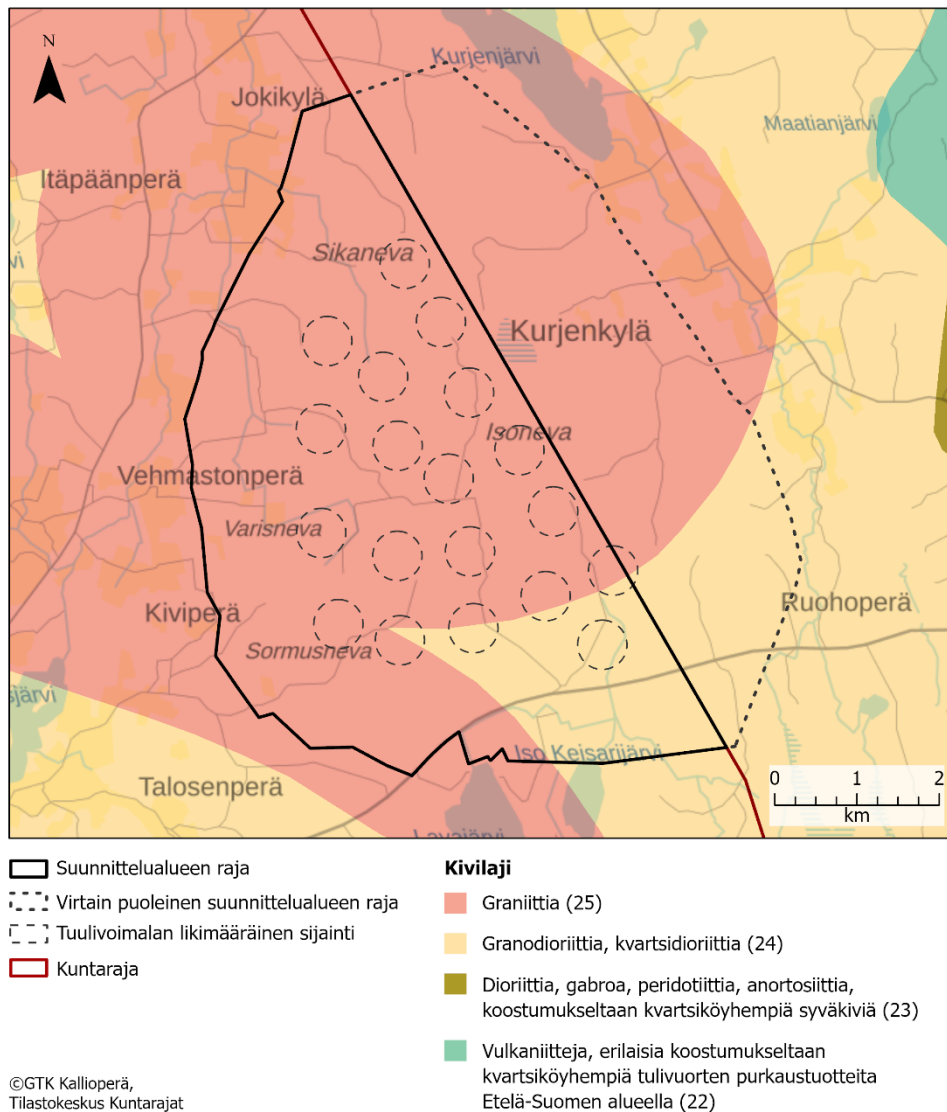 N
Kurjenjärvi
Jokikylä
Maatianjärvi
Itäpäänperä
Sikaneva
vi
Kurjenkylä
Isoneva
Vehmastonperä
Varisneva
Kiviperä
Ruohoperä
Sormusneva
sjärvi
Iso Keisarijärvi
Talosenperä
0 1 2
km
Lavajärvi
Suunnittelualueen raja
Virtain puoleinen suunnittelualueen raja
Tuulivoimalan likimääräinen sijainti
Kuntaraja
©GTK Kallioperä,
Tilastokeskus Kuntarajat
Kivilaji
Graniittia (25)
Granodioriittia, kvartsidioriittia (24)
Dioriittia, gabroa, peridotiittia, anortosiittia,
koostumukseltaan kvartsiköyhempiä syväkiviä (23)
Vulkaniitteja, erilaisia koostumukseltaan
kvartsiköyhempiä tulivuorten purkaustuotteita
Etelä-Suomen alueella (22)